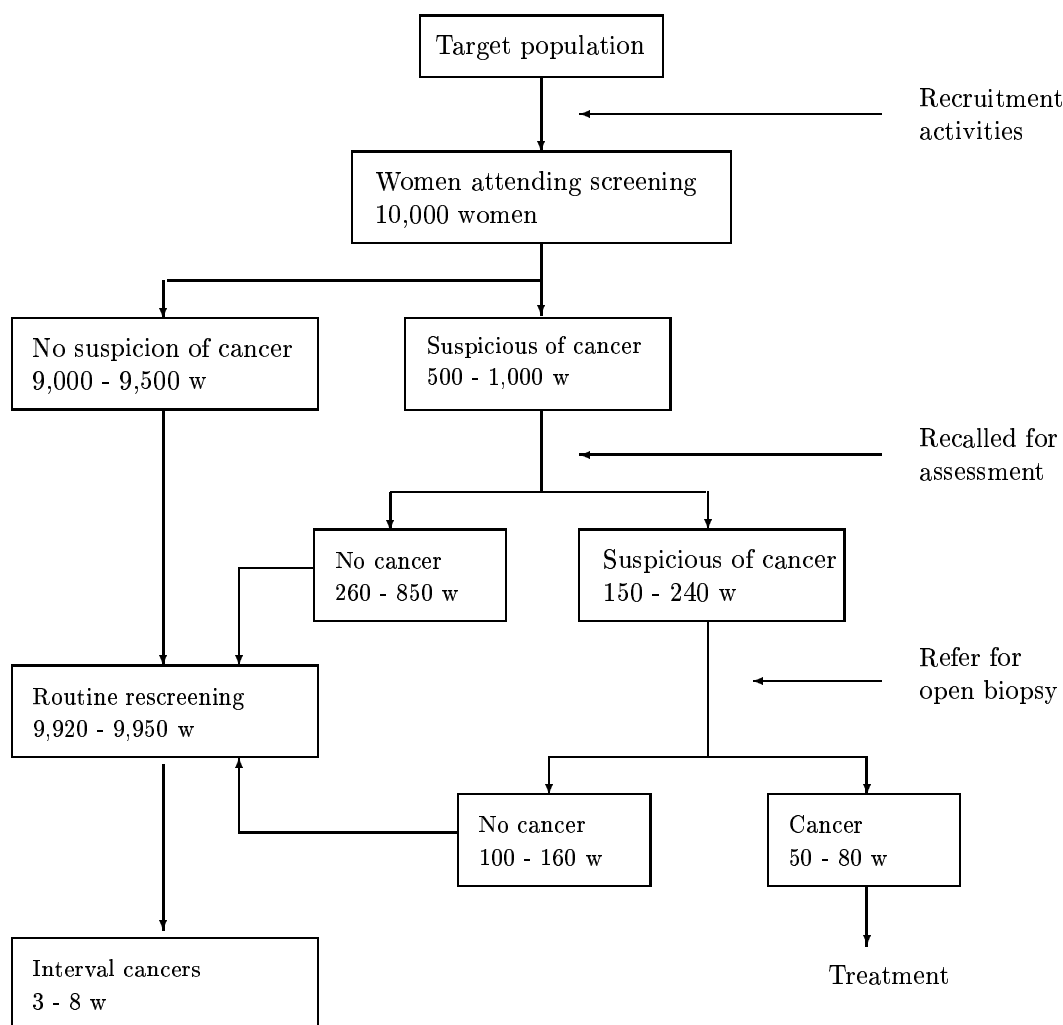 Target population
Recruitment
activities
Women attending screening
10,000 women
No suspicion of cancer
9,000 - 9,500 w
Suspicious of cancer
500 - 1,000 w
Recalled for
assessment
No cancer
260 - 850 w
Suspicious of cancer
150 - 240 w
Refer for
open biopsy
Routine rescreening
9,920 - 9,950 w
No cancer
100 - 160 w
Cancer
50 - 80 w
Interval cancers
3 - 8 w
Treatment